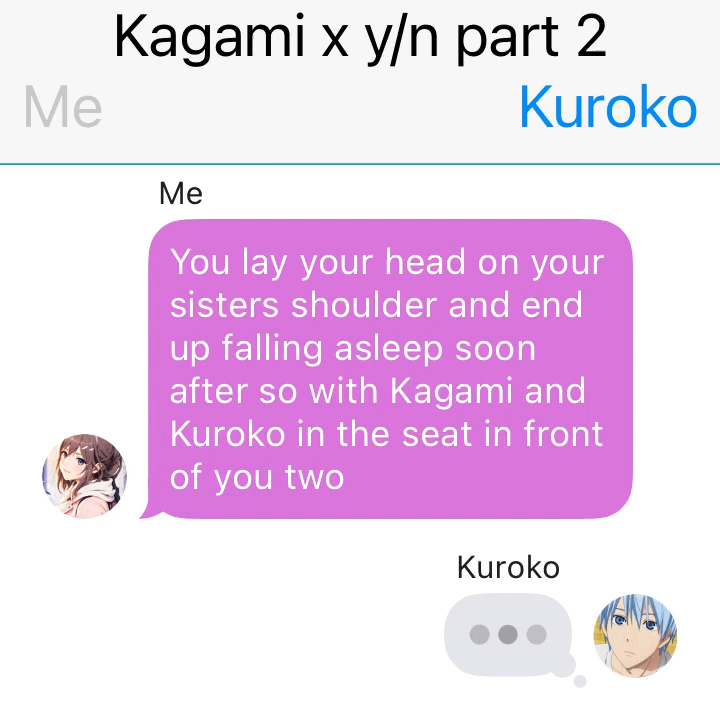 Kagami x y/n part 2
Me
Kuroko
Me
You lay your head on your
sisters shoulder and end
up falling asleep soon
after so with Kagami and
Kuroko in the seat in front
of you two
Kuroko